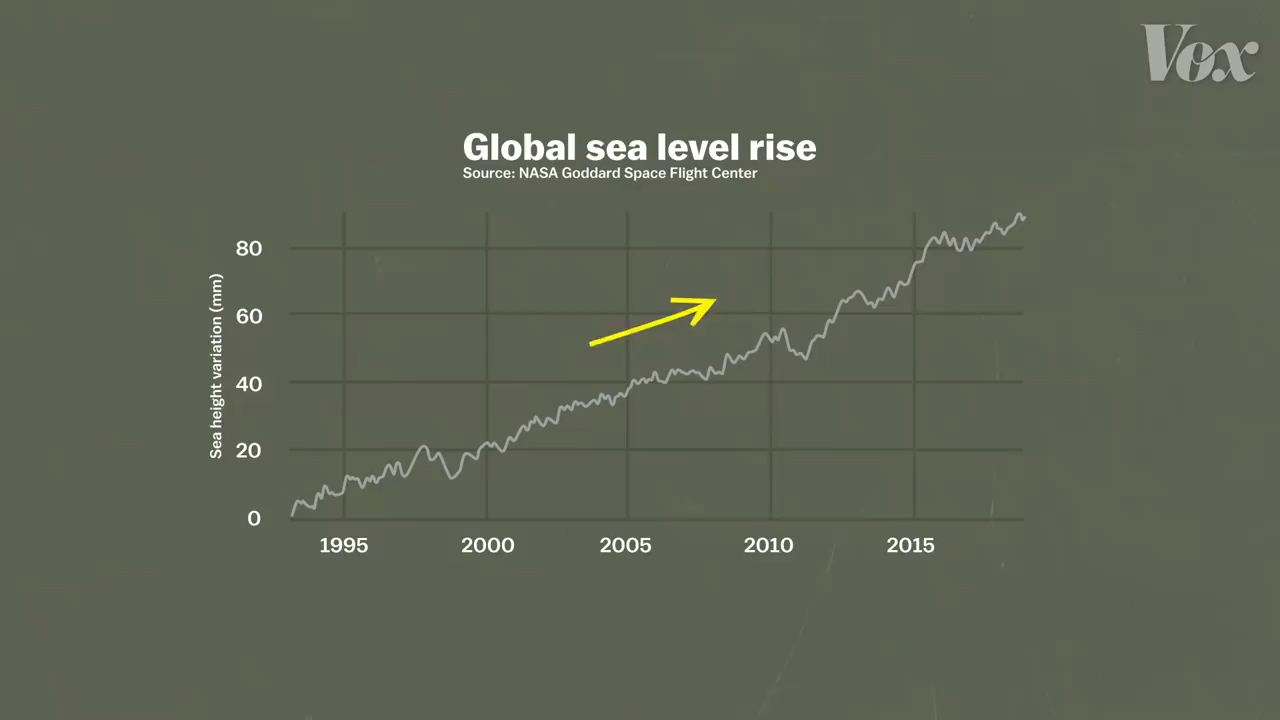 Vox
Global sea level rise
Source: NASA Goddard Space Flight Center
Sea height variation (mm)
80
60
40
20
0
1995 2000 2005 2010 2015